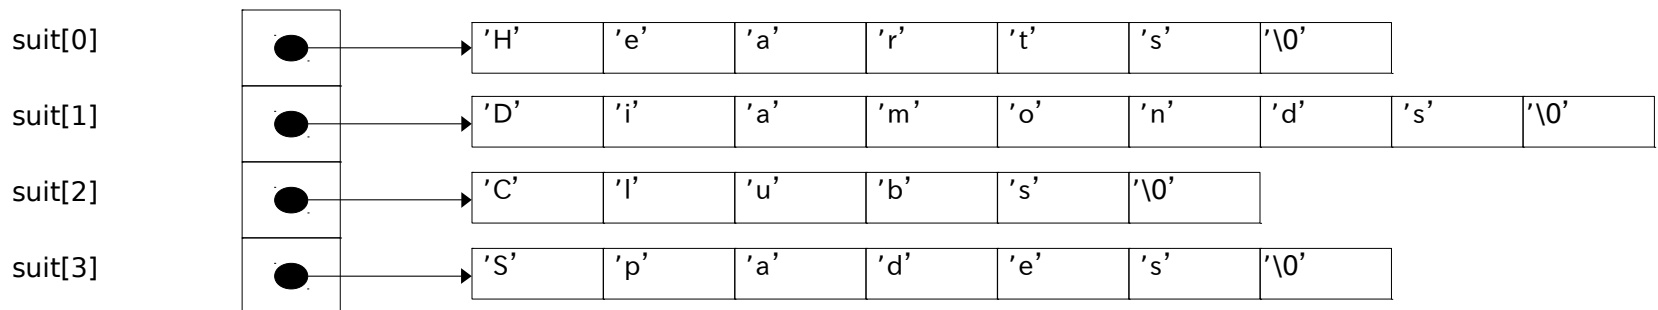 suit[0] 'H’ 'e’ 'a’ 'r’ 't’ 's’ '\0’
suit[1] 'D’ 'i’ 'a’ 'm’ 'o’ 'n’ 'd’ 's’ '\0’
suit[2] 'C’ 'l’ 'u’ 'b’ 's’ '\0’
suit[3] 'S’ 'p’ 'a’ 'd’ 'e’ 's’ '\0’